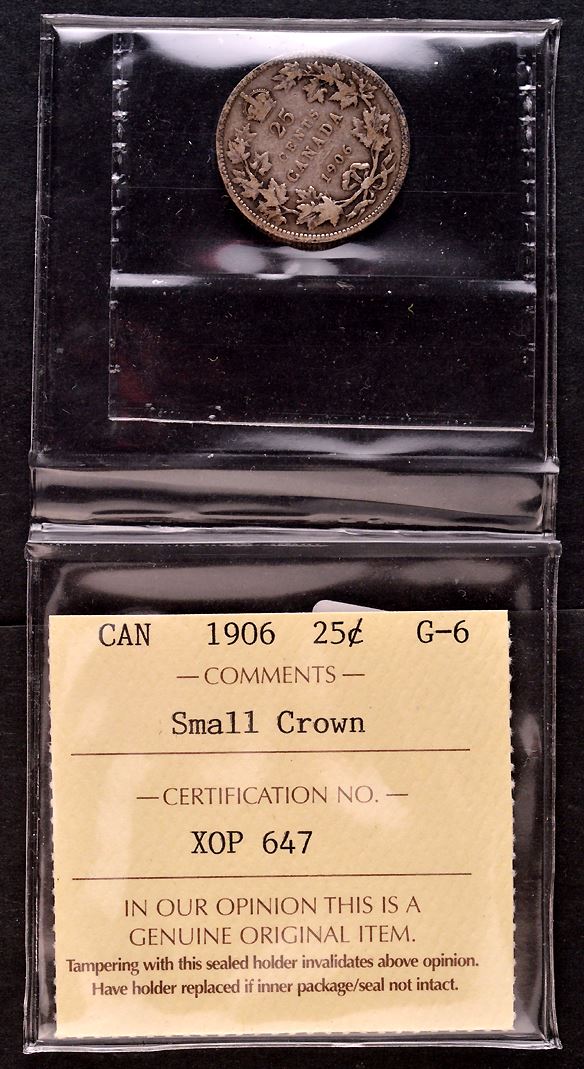 25
CENTS
CANADA
1906
CAN 1906 25¢ G-6
— COMMENTS —
Small Crown
— CERTIFICATION NO. —
XOP 647
IN OUR OPINION THIS IS A
GENUINE ORIGINAL ITEM.
Tampering with this sealed holder invalidates above opinion.
Have holder replaced if inner package/seal not intact.